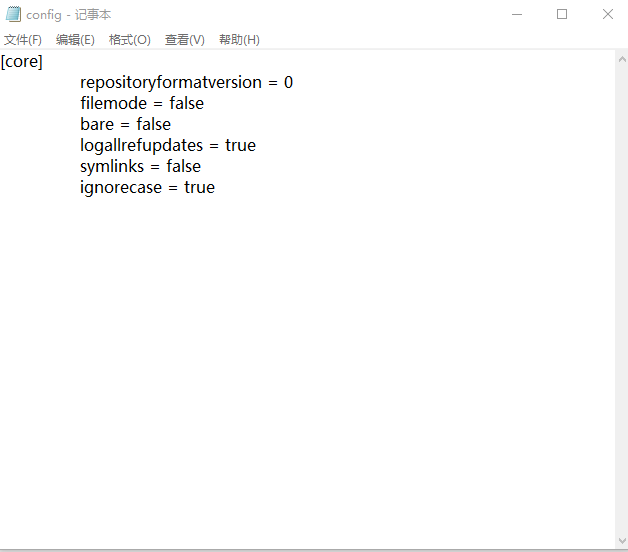 config - 记事本
文件(F) 编辑(E) 格式(O) 查看(V) 帮助(H)
[core]
repositoryformatversion = 0
filemode = false
bare = false
logallrefupdates = true
symlinks = false
ignorecase = true